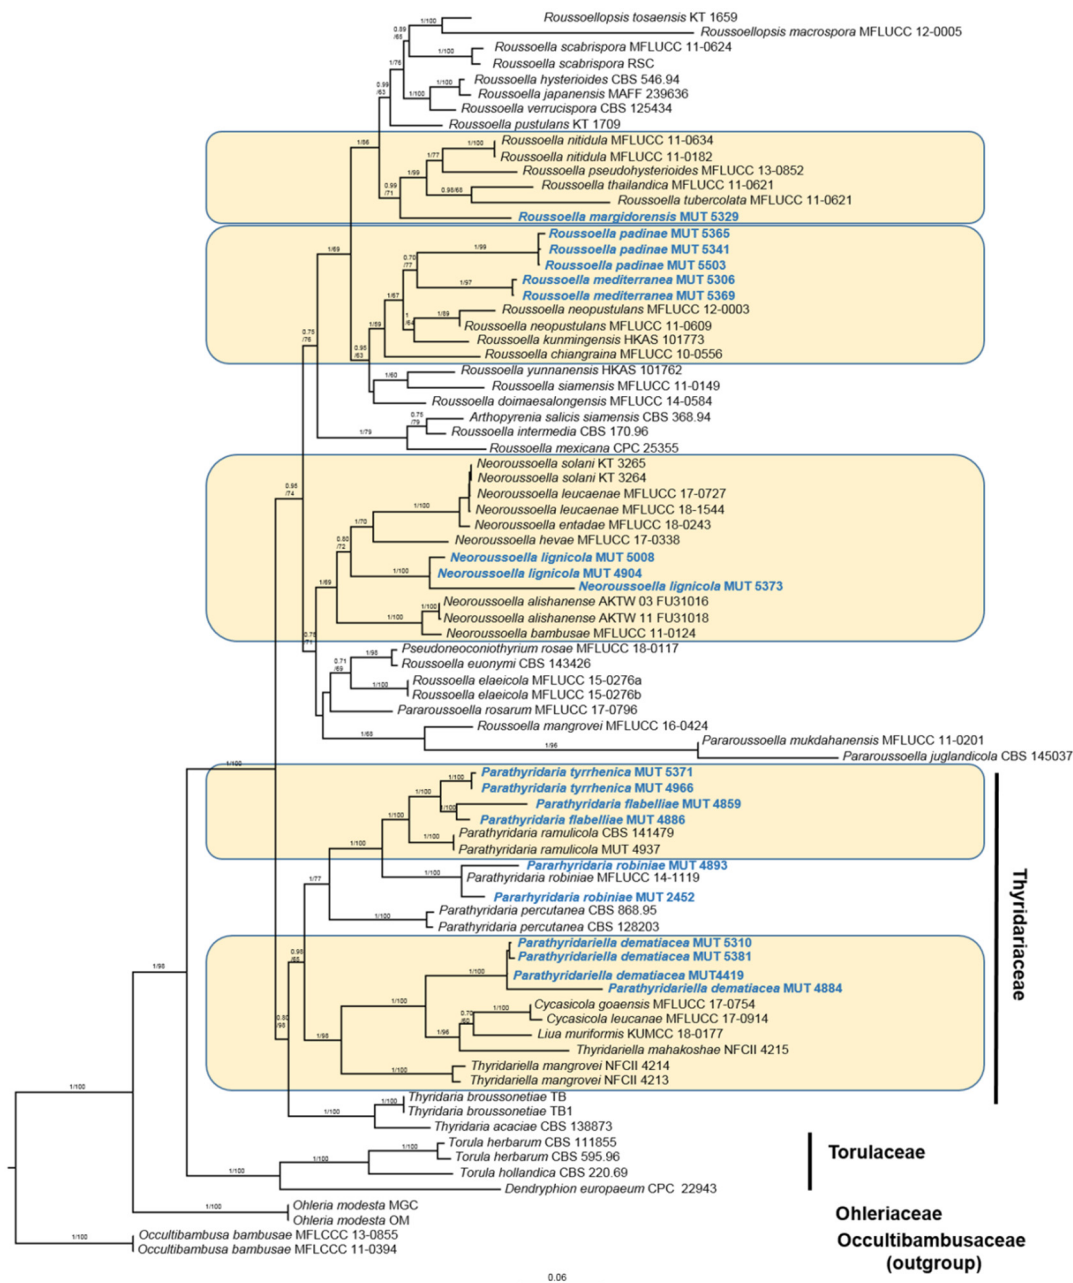 Roussoellopsis tosaensis KT 1659
Roussoellopsis macrospora MFLUCC 12-0005
Roussoella scabrispora MFLUCC 11-0624
Roussoella scabrispora RSC
Roussoella hysterioides CBS 546.94
Roussoella japanensis MAFF 239636
Roussoella verrucispora CBS 125434
Roussoella pustulans KT 1709
Roussoella nitidula MFLUCC 11-0634
Roussoella nitidula MFLUCC 11-0182
Roussoella pseudohysterioides MFLUCC 13-0852
Roussoella thailandica MFLUCC 11-0621
Roussoella tubercolata MFLUCC 11-0621
Roussoella margidorensis MUT 5329
Roussoella padinae MUT 5365
Roussoella padinae MUT 5341
Roussoella padinae MUT 5503
Roussoella mediterranea MUT 5306
Roussoella mediterranea MUT 5369
Roussoella neopustulans MFLUCC 12-0003
Roussoella neopustulans MFLUCC 11-0609
Roussoella kunmingensis HKAS 101773
Roussoella chiangraina MFLUCC 10-0556
Roussoella yunnanensis HKAS 101762
Roussoella siamensis MFLUCC 11-0149
Roussoella doimaesalongensis MFLUCC 14-0584
Arthopyrenia salicis siamensis CBS 368.94
Roussoella intermedia CBS 170.96
Roussoella mexicana CPC 25355
Neoroussoella solani KT 3265
Neoroussoella solani KT 3264
Neoroussoella leucaenae MFLUCC 17-0727
Neoroussoella leucaenae MFLUCC 18-1544
Neoroussoella entadae MFLUCC 18-0243
Neoroussoella hevae MFLUCC 17-0338
Neoroussoella lignicola MUT 5008
Neoroussoella lignicola MUT 4904
Neoroussoella lignicola MUT 5373
Neoroussoella alishanense AKTW 03 FU31016
Neoroussoella alishanense AKTW 11 FU31018
Neoroussoella bambusae MFLUCC 11-0124
Pseudoneoconiothyrium rosae MFLUCC 18-0117
Roussoella euonymi CBS 143426
Roussoella elaeicola MFLUCC 15-0276a
Roussoella elaeicola MFLUCC 15-0276b
Pararoussoella rosarum MFLUCC 17-0796
Roussoella mangrovei MFLUCC 16-0424
Pararoussoella mukdahanensis MFLUCC 11-0201
Pararoussoella juglandicola CBS 145037
Parathyridaria tyrrhenica MUT 5371
Parathyridaria tyrrhenica MUT 4966
Parathyridaria flabelliae MUT 4859
Parathyridaria flabelliae MUT 4886
Parathyridaria ramulicola CBS 141479
Parathyridaria ramulicola MUT 4937
Pararhyridaria robiniae MUT 4893
Parathyridaria robiniae MFLUCC 14-1119
Pararhyridaria robiniae MUT 2452
Parathyridaria percutanea CBS 868.95
Parathyridaria percutanea CBS 128203
Parathyridariella dematiacea MUT 5310
Parathyridariella dematiacea MUT 5381
Parathyridariella dematiacea MUT4419
Parathyridariella dematiacea MUT 4884
Cycasicola goaensis MFLUCC 17-0754
Cycasicola leucanae MFLUCC 17-0914
Liua muriformis KUMCC 18-0177
Thyridariella mahakoshae NFCII 4215
Thyridariella mangrovei NFCII 4214
Thyridariella mangrovei NFCII 4213
Thyridaria broussonetiae TB
Thyridaria broussonetiae TB1
Thyridaria acaciae CBS 138873
Thyridariaceae
Torula herbarum CBS 111855
Torula herbarum CBS 595.96
Torula hollandica CBS 220.69
Dendryphion europaeum CPC 22943
Torulaceae
Ohleria modesta MGC
Ohleria modesta OM
Ohleriaceae
Occultibambusa bambusae MFLCCC 13-0855
Occultibambusa bambusae MFLCCC 11-0394
Occultibambusaceae
(outgroup)
0.06